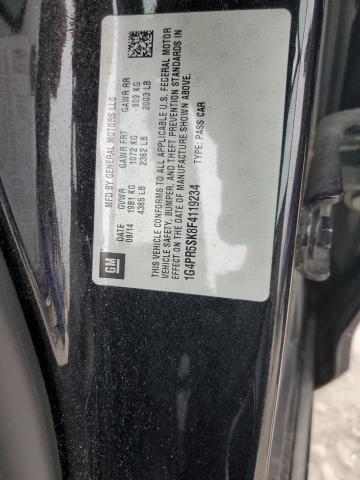 GM
MFD BY GENERAL MOTORS LLC
DATE GVWR GAWR FRT GAWR RR
09/14 1981 KG 1072 KG 909 KG
4365 LB 2362 LB 2003 LB
THIS VEHICLE CONFORMS TO ALL APPLICABLE U.S. FEDERAL MOTOR
VEHICLE SAFETY, BUMPER, AND THEFT PREVENTION STANDARDS IN
EFFECT ON THE DATE OF MANUFACTURE SHOWN ABOVE.
1G4PR5SK8F4119234 TYPE: PASS CAR